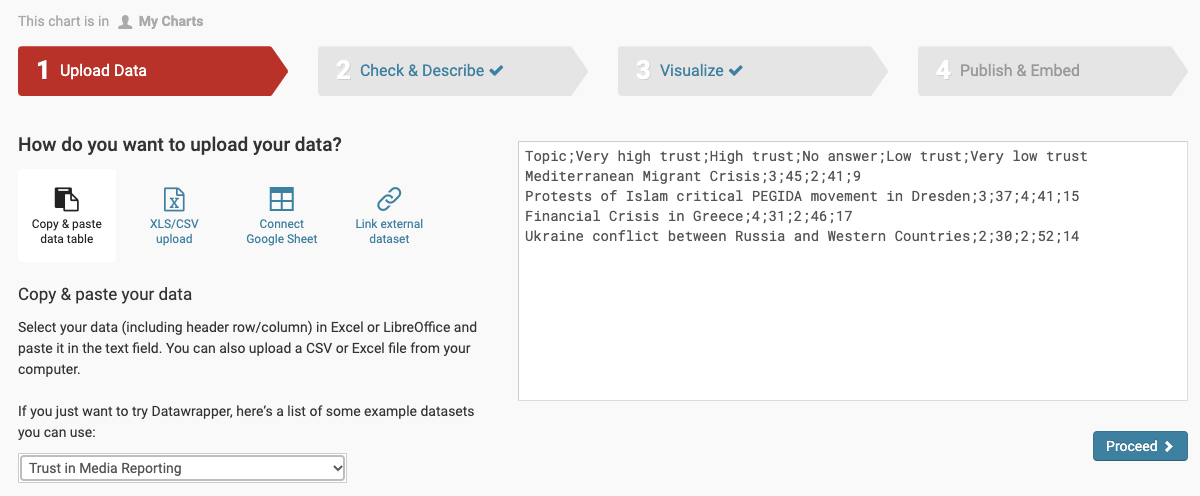 This chart is in My Charts
1 Upload Data
2 Check & Describe
3 Visualize
4 Publish & Embed
How do you want to upload your data?
Copy & paste
data table
XLS/CSV
upload
Connect
Google Sheet
Link external
dataset
Copy & paste your data
Select your data (including header row/column) in Excel or LibreOffice and
paste it in the text field. You can also upload a CSV or Excel file from your
computer.
If you just want to try Datawrapper, here's a list of some example datasets
you can use:
Trust in Media Reporting
Topic;Very high trust;High trust;No answer;Low trust;Very low trust
Mediterranean Migrant Crisis;3;45;2;41;9
Protests of Islam critical PEGIDA movement in Dresden;3;37;4;41;15
Financial Crisis in Greece;4;31;2;46;17
Ukraine conflict between Russia and Western Countries;2;30;2;52;14
Proceed